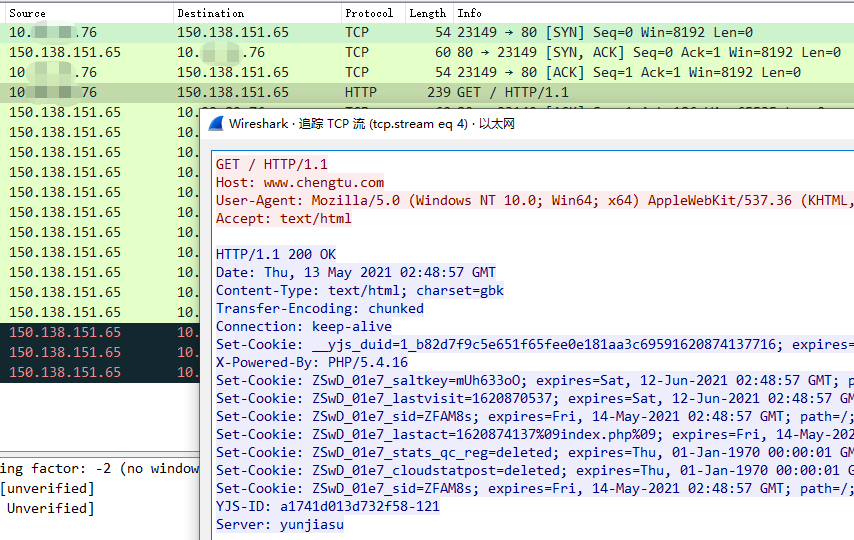 Source Destination Protocol Length Info
10. .76 150.138.151.65 TCP 54 23149 → 80 [SYN] Seq=0 Win=8192 Len=0
150.138.151.65 10. .76 TCP 60 80 → 23149 [SYN, ACK] Seq=0 Ack=1 Win=8192 Len=0
10. .76 150.138.151.65 TCP 54 23149 → 80 [ACK] Seq=1 Ack=1 Win=8192 Len=0
10. .76 150.138.151.65 HTTP 239 GET / HTTP/1.1
150.138.151.65 10.
150.138.151.65 10.
150.138.151.65 10.
150.138.151.65 10.
150.138.151.65 10.
150.138.151.65 10.
150.138.151.65 10.
150.138.151.65 10.
150.138.151.65 10.
150.138.151.65 10.
150.138.151.65 10.
150.138.151.65 10.
150.138.151.65 10.
150.138.151.65 10.
ing factor: -2 (no window
[unverified]
Unverified]
Wireshark · 追踪 TCP 流 (tcp.stream eq 4) · 以太网
GET / HTTP/1.1
Host: www.chengtu.com
User-Agent: Mozilla/5.0 (Windows NT 10.0; Win64; x64) AppleWebKit/537.36 (KHTML,
Accept: text/html
HTTP/1.1 200 OK
Date: Thu, 13 May 2021 02:48:57 GMT
Content-Type: text/html; charset=gbk
Transfer-Encoding: chunked
Connection: keep-alive
Set-Cookie: __yjs_duid=1_b82d7f9c5e651f65fee0e181aa3c69591620874137716; expires=
X-Powered-By: PHP/5.4.16
Set-Cookie: ZSwD_01e7_saltkey=mUh633oO; expires=Sat, 12-Jun-2021 02:48:57 GMT; p
Set-Cookie: ZSwD_01e7_lastvisit=1620870537; expires=Sat, 12-Jun-2021 02:48:57 GM
Set-Cookie: ZSwD_01e7_sid=ZFAM8s; expires=Fri, 14-May-2021 02:48:57 GMT; path=/;
Set-Cookie: ZSwD_01e7_lastact=1620874137%09index.php%09; expires=Fri, 14-May-202
Set-Cookie: ZSwD_01e7_stats_qc_reg=deleted; expires=Thu, 01-Jan-1970 00:00:01 GM
Set-Cookie: ZSwD_01e7_cloudstatpost=deleted; expires=Thu, 01-Jan-1970 00:00:01 G
Set-Cookie: ZSwD_01e7_sid=ZFAM8s; expires=Fri, 14-May-2021 02:48:57 GMT; path=/;
YJS-ID: a1741d013d732f58-121
Server: yunjiasu